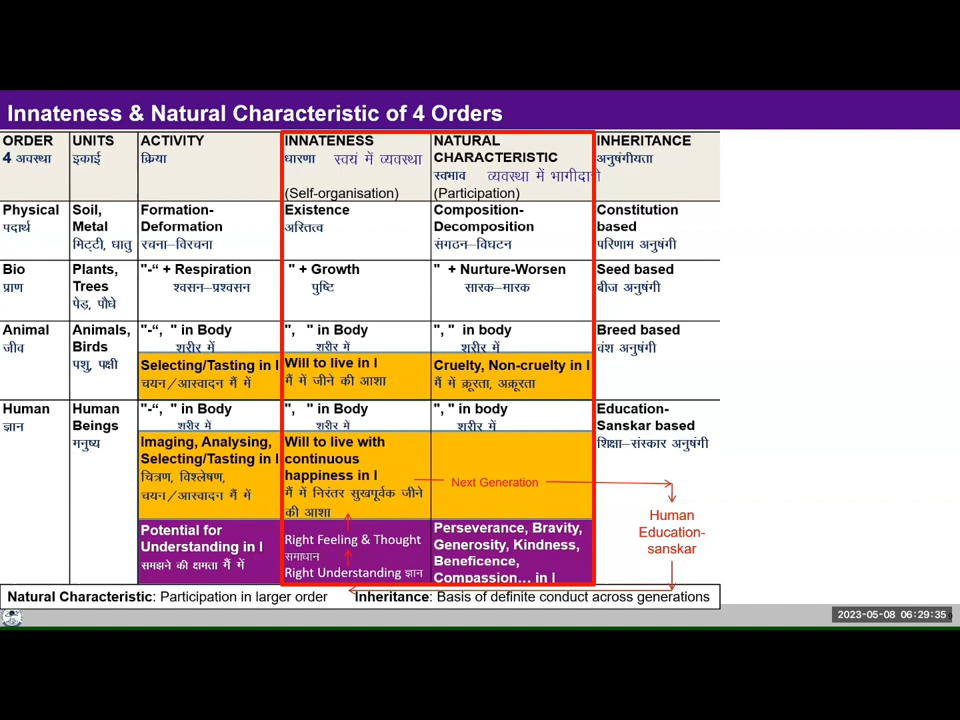 Innateness & Natural Characteristic of 4 Orders
ORDER
4 अवस्था
UNITS
इकाई
ACTIVITY
क्रिया
INNATENESS
धारणा स्वयं में व्यवस्था
(Self-organisation)
NATURAL
CHARACTERISTIC
स्वभाव व्यवस्था में भागीदारी
(Participation)
INHERITANCE
अनुषंगीयता
Physical
पदार्थ
Soil,
Metal
मिट्टी, धातु
Formation-
Deformation
रचना–विरचना
Existence
अस्तित्व
Composition-
Decomposition
संगठन–विघटन
Constitution
based
परिणाम अनुषंगी
Bio
प्राण
Plants,
Trees
पेड़, पौधे
"-“ + Respiration
श्वसन–प्रश्वसन
" + Growth
पुष्टि
" + Nurture-Worsen
सारक–मारक
Seed based
बीज अनुषंगी
Animal
जीव
Animals,
Birds
पशु, पक्षी
"-“, " in Body
शरीर में
Selecting/Tasting in I
चयन/आस्वादन मैं में
", " in Body
शरीर में
Will to live in I
मैं में जीने की आशा
", " in body
शरीर में
Cruelty, Non-cruelty in I
मैं में क्रूरता, अक्रूरता
Breed based
वंश अनुषंगी
Human
ज्ञान
Human
Beings
मनुष्य
"-“, " in Body
शरीर में
Imaging, Analysing,
Selecting/Tasting in I
चित्रण, विश्लेषण,
चयन/आस्वादन मैं में
Potential for
Understanding in I
समझने की क्षमता मैं में
", " in Body
शरीर में
Will to live with
continuous
happiness in I
मैं में निरंतर सुखपूर्वक जीने
की आशा
Right Feeling & Thought
समाधान
Right Understanding ज्ञान
", " in body
शरीर में
Next Generation
Perseverance, Bravity,
Generosity, Kindness,
Beneficence,
Compassion... in I
Education-
Sanskar based
शिक्षा–संस्कार अनुषंगी
Human
Education-
sanskar
Natural Characteristic: Participation in larger order Inheritance: Basis of definite conduct across generations
2023-05-08 06:29:35